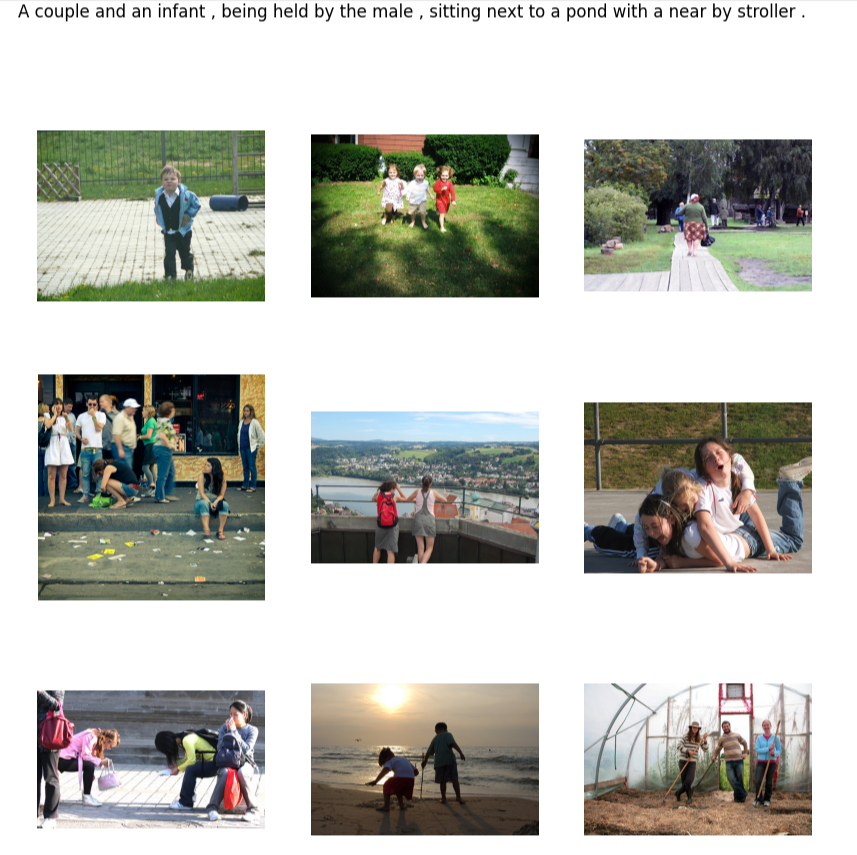 A couple and an infant , being held by the male , sitting next to a pond with a near by stroller .